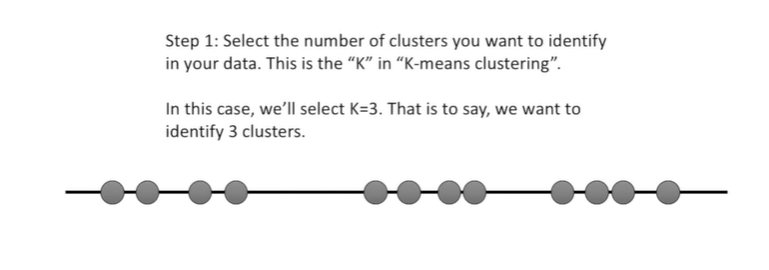 Step 1: Select the number of clusters you want to identify
in your data. This is the “K” in “K-means clustering”.
In this case, we’ll select K=3. That is to say, we want to
identify 3 clusters.